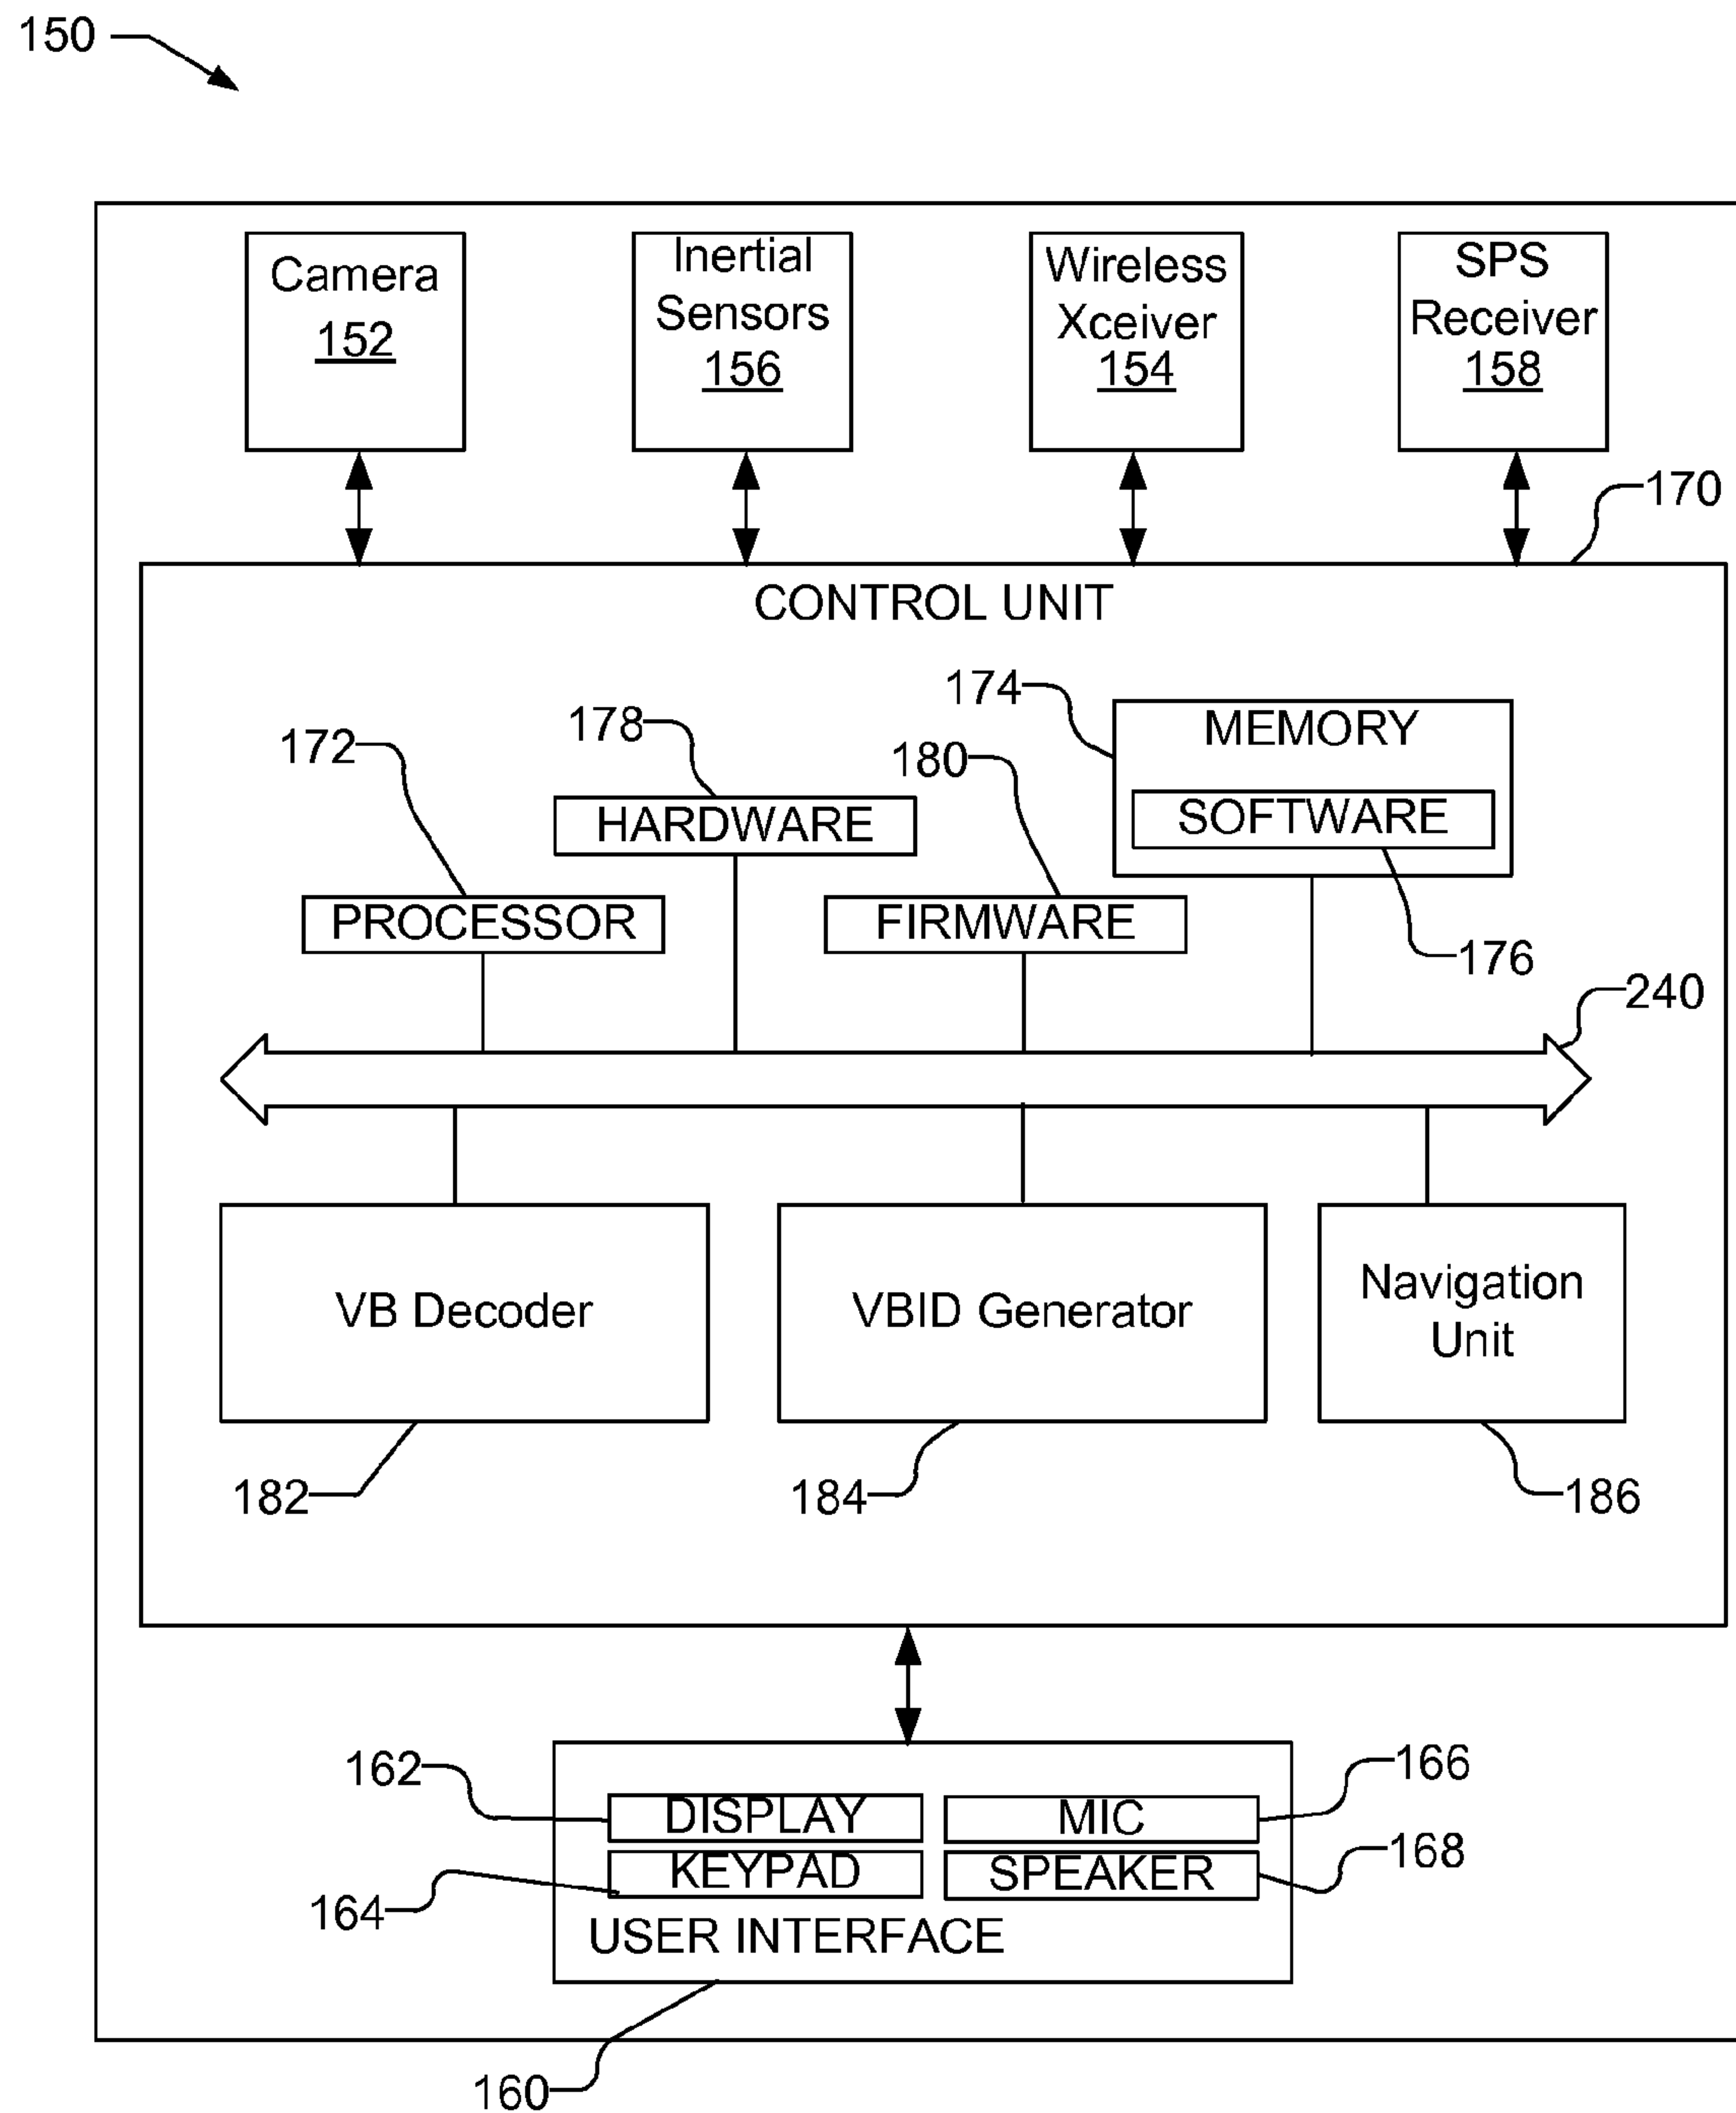 150
Camera
152
Inertial
Sensors
156
Wireless
Xceiver
154
SPS
Receiver
158
170
CONTROL UNIT
174
MEMORY
178
172
180
HARDWARE
SOFTWARE
PROCESSOR
FIRMWARE
176
240
VB Decoder
VBID Generator
Navigation
Unit
182
184
186
162
DISPLAY
MIC
166
164
KEYPAD
SPEAKER
168
USER INTERFACE
160